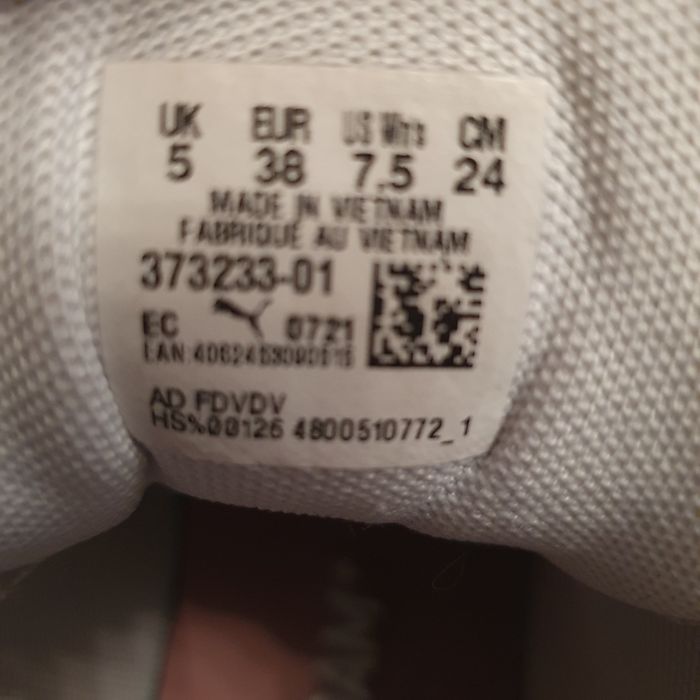 UK EUR US Wn's CM
5 38 7.5 24
MADE IN VIETNAM
FABRIQUÉ AU VIETNAM
373233-01
EC 0721
EAN:
AD FDVDV
HS%00126 4800510772_1